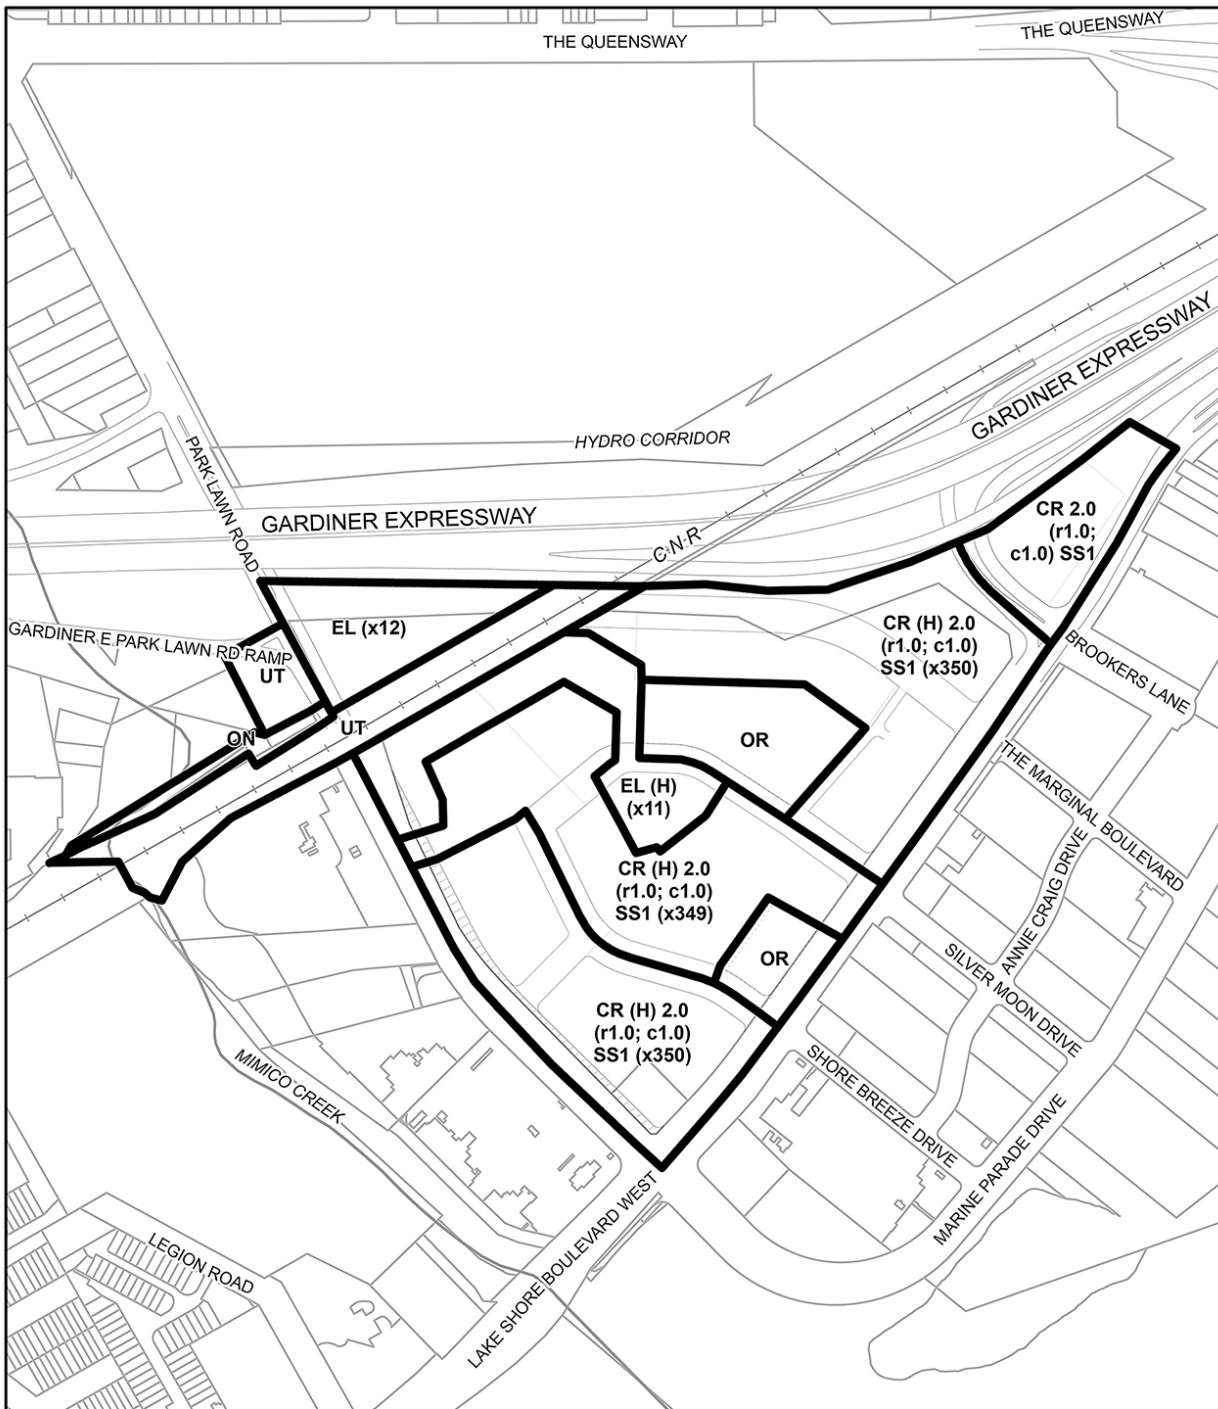 THE QUEENSWAY
THE QUEENSWAY
GARDINER EXPRESSWAY
HYDRO CORRIDOR
PARK LAWN ROAD
GARDINER EXPRESSWAY
C N R
CR 2.0
(r1.0;
c1.0) SS1
EL (x12)
GARDINER E PARK LAWN RD RAMP
UT
CR (H) 2.0
(r1.0; c1.0)
SS1 (x350)
BROOKERS LANE
ON
UT
OR
THE MARGINAL BOULEVARD
EL (H)
(x11)
CR (H) 2.0
(r1.0; c1.0)
SS1 (x349)
ANNIE CRAIG DRIVE
OR
SILVER MOON DRIVE
CR (H) 2.0
(r1.0; c1.0)
SS1 (x350)
MIMICO CREEK
SHORE BREEZE DRIVE
MARINE PARADE DRIVE
LEGION ROAD
LAKE SHORE BOULEVARD WEST